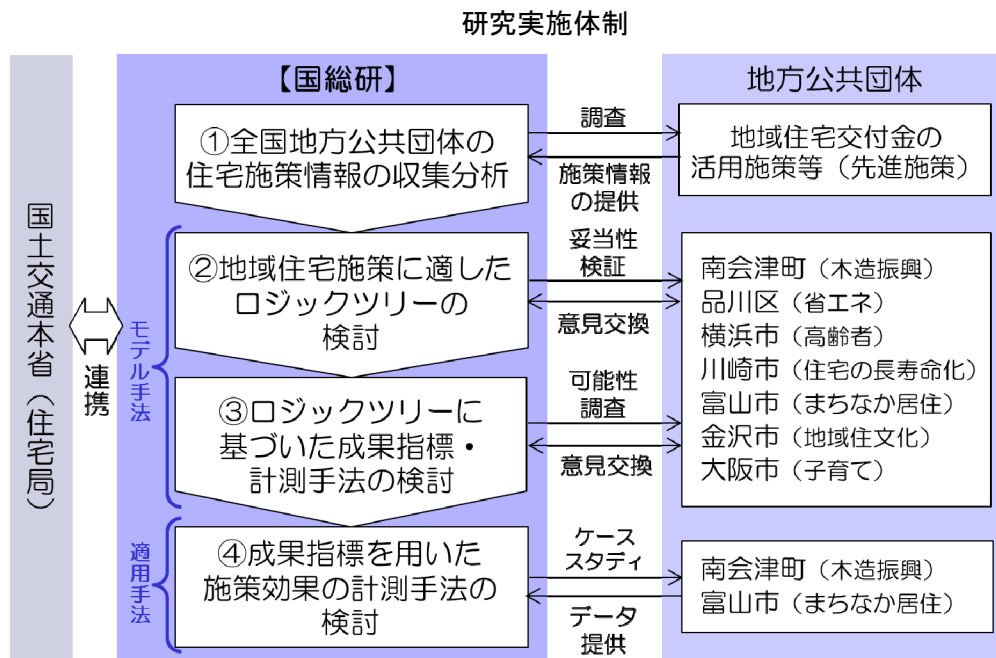 研究実施体制
国土交通本省（住宅局）
連携
【国総研】
①全国地方公共団体の
住宅施策情報の収集分析
モデル手法
②地域住宅施策に適した
ロジックツリーの
検討
③ロジックツリーに
基づいた成果指標・
計測手法の検討
適用手法
④成果指標を用いた
施策効果の計測手法の
検討
調査
施策情報
の提供
妥当性
検証
意見交換
可能性
調査
意見交換
ケース
スタディ
データ
提供
地方公共団体
地域住宅交付金の
活用施策等（先進施策）
南会津町（木造振興）
品川区（省エネ）
横浜市（高齢者）
川崎市（住宅の長寿命化）
富山市（まちなか居住）
金沢市（地域住文化）
大阪市（子育て）
南会津町（木造振興）
富山市（まちなか居住）